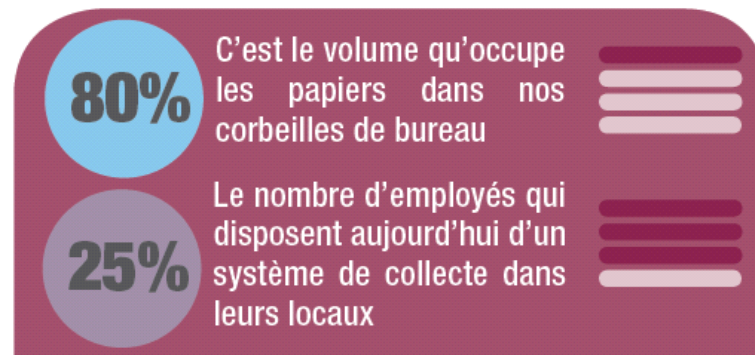 80%
C’est le volume qu’occupe
les papiers dans nos
corbeilles de bureau
25%
Le nombre d’employés qui
disposent aujourd’hui d’un
système de collecte dans
leurs locaux